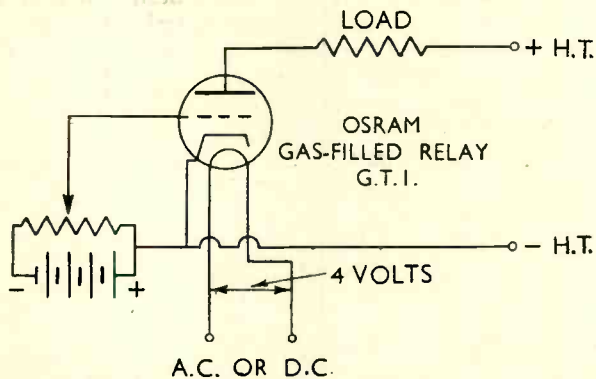 LOAD
+ H.T.
OSRAM
GAS-FILLED RELAY
G.T.1.
- H.T.
- +
4 VOLTS
A.C. OR D.C.